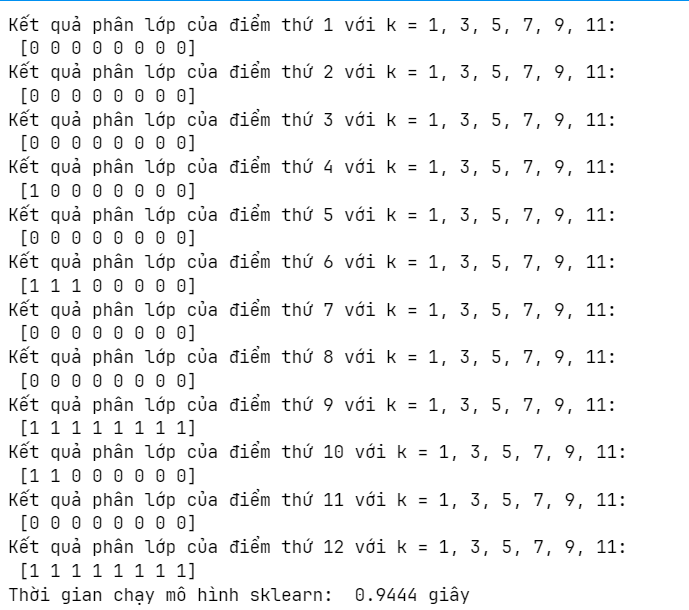 Kết quả phân lớp của điểm thứ 1 với k = 1, 3, 5, 7, 9, 11:
[0 0 0 0 0 0 0 0]
Kết quả phân lớp của điểm thứ 2 với k = 1, 3, 5, 7, 9, 11:
[0 0 0 0 0 0 0 0]
Kết quả phân lớp của điểm thứ 3 với k = 1, 3, 5, 7, 9, 11:
[0 0 0 0 0 0 0 0]
Kết quả phân lớp của điểm thứ 4 với k = 1, 3, 5, 7, 9, 11:
[1 0 0 0 0 0 0 0]
Kết quả phân lớp của điểm thứ 5 với k = 1, 3, 5, 7, 9, 11:
[0 0 0 0 0 0 0 0]
Kết quả phân lớp của điểm thứ 6 với k = 1, 3, 5, 7, 9, 11:
[1 1 1 0 0 0 0 0]
Kết quả phân lớp của điểm thứ 7 với k = 1, 3, 5, 7, 9, 11:
[0 0 0 0 0 0 0 0]
Kết quả phân lớp của điểm thứ 8 với k = 1, 3, 5, 7, 9, 11:
[0 0 0 0 0 0 0 0]
Kết quả phân lớp của điểm thứ 9 với k = 1, 3, 5, 7, 9, 11:
[1 1 1 1 1 1 1 1]
Kết quả phân lớp của điểm thứ 10 với k = 1, 3, 5, 7, 9, 11:
[1 1 0 0 0 0 0 0]
Kết quả phân lớp của điểm thứ 11 với k = 1, 3, 5, 7, 9, 11:
[0 0 0 0 0 0 0 0]
Kết quả phân lớp của điểm thứ 12 với k = 1, 3, 5, 7, 9, 11:
[1 1 1 1 1 1 1 1]
Thời gian chạy mô hình sklearn:  0.9444 giây